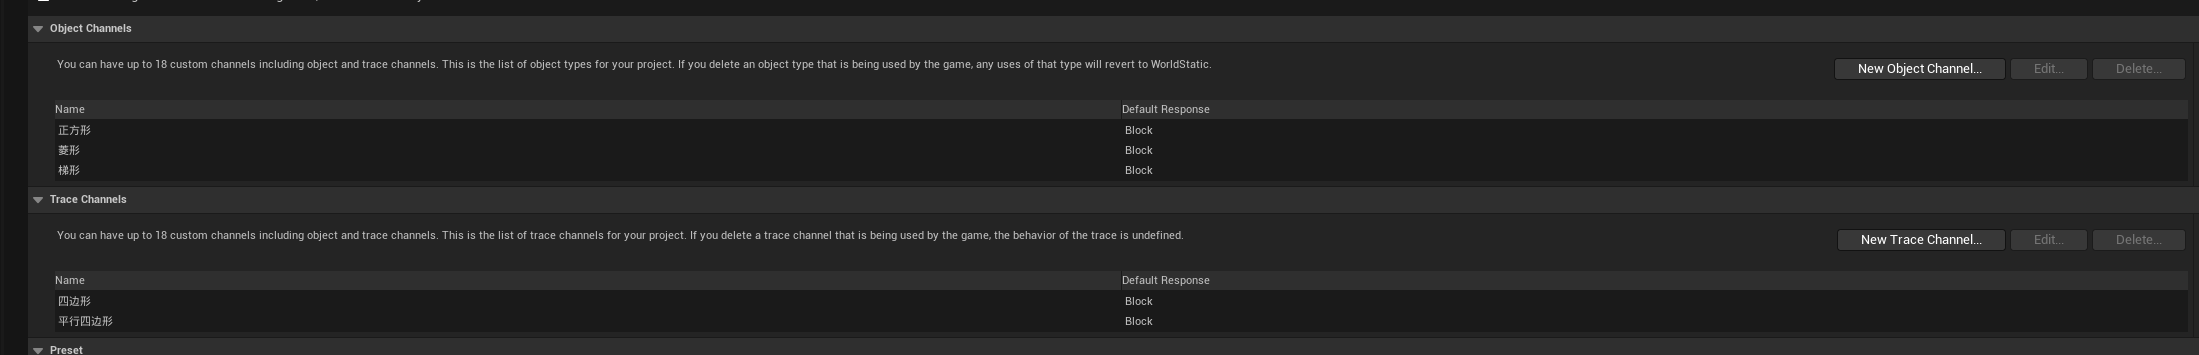 Object Channels
You can have up to 18 custom channels including object and trace channels. This is the list of object types for your project. If you delete an object type that is being used by the game, any uses of that type will revert to WorldStatic.
New Object Channel... Edit... Delete...
Name Default Response
正方形 Block
菱形 Block
梯形 Block
Trace Channels
You can have up to 18 custom channels including object and trace channels. This is the list of trace channels for your project. If you delete a trace channel that is being used by the game, the behavior of the trace is undefined.
New Trace Channel... Edit... Delete...
Name Default Response
四边形 Block
平行四边形 Block
Preset